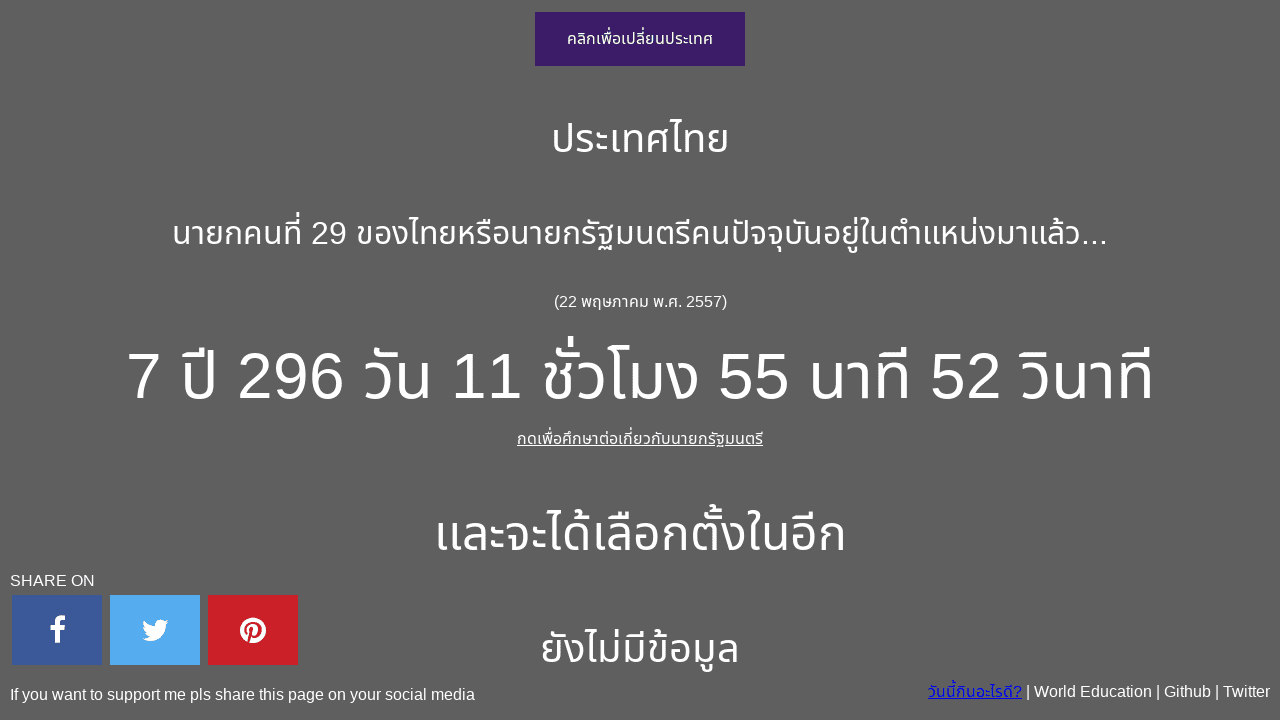 คลิกเพื่อเปลี่ยนประเทศ
ประเทศไทย
นายกคนที่ 29 ของไทยหรือนายกรัฐมนตรีคนปัจจุบันอยู่ในตำแหน่งมาแล้ว...
(22 พฤษภาคม พ.ศ. 2557)
7 ปี 296 วัน 11 ชั่วโมง 55 นาที 52 วินาที
กดเพื่อศึกษาต่อเกี่ยวกับนายกรัฐมนตรี
และจะได้เลือกตั้งในอีก
ยังไม่มีข้อมูล
SHARE ON
If you want to support me pls share this page on your social media
วันนี้กินอะไรดี? | World Education | Github | Twitter